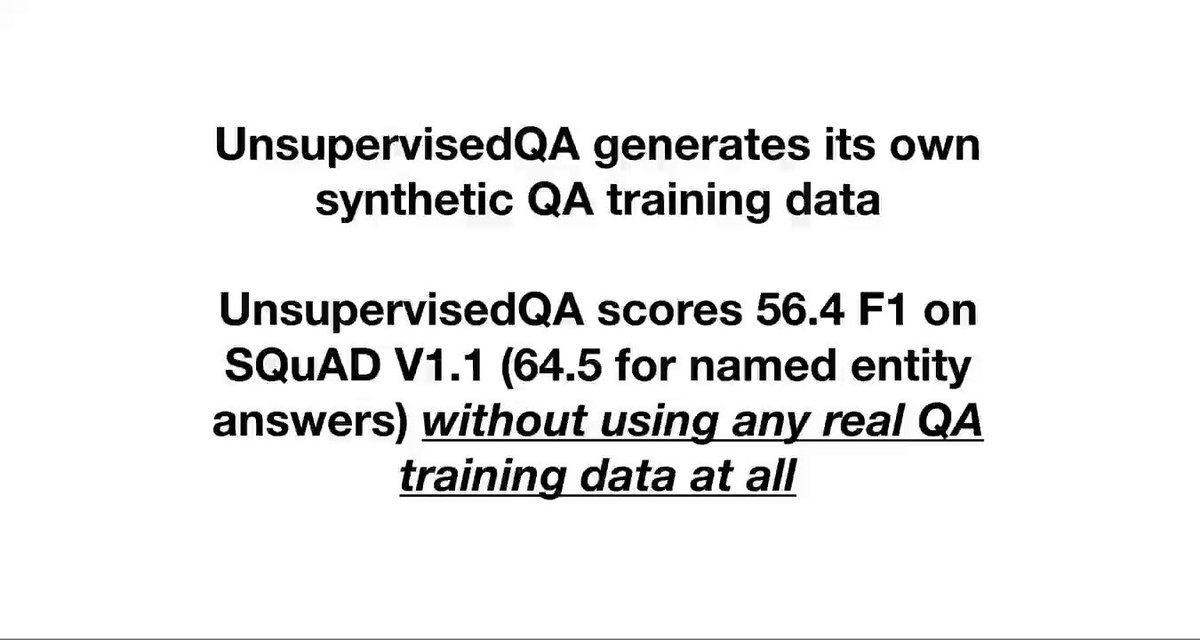 UnsupervisedQA generates its own
synthetic QA training data
UnsupervisedQA scores 56.4 F1 on
SQuAD V1.1 (64.5 for named entity
answers) without using any real QA
training data at all